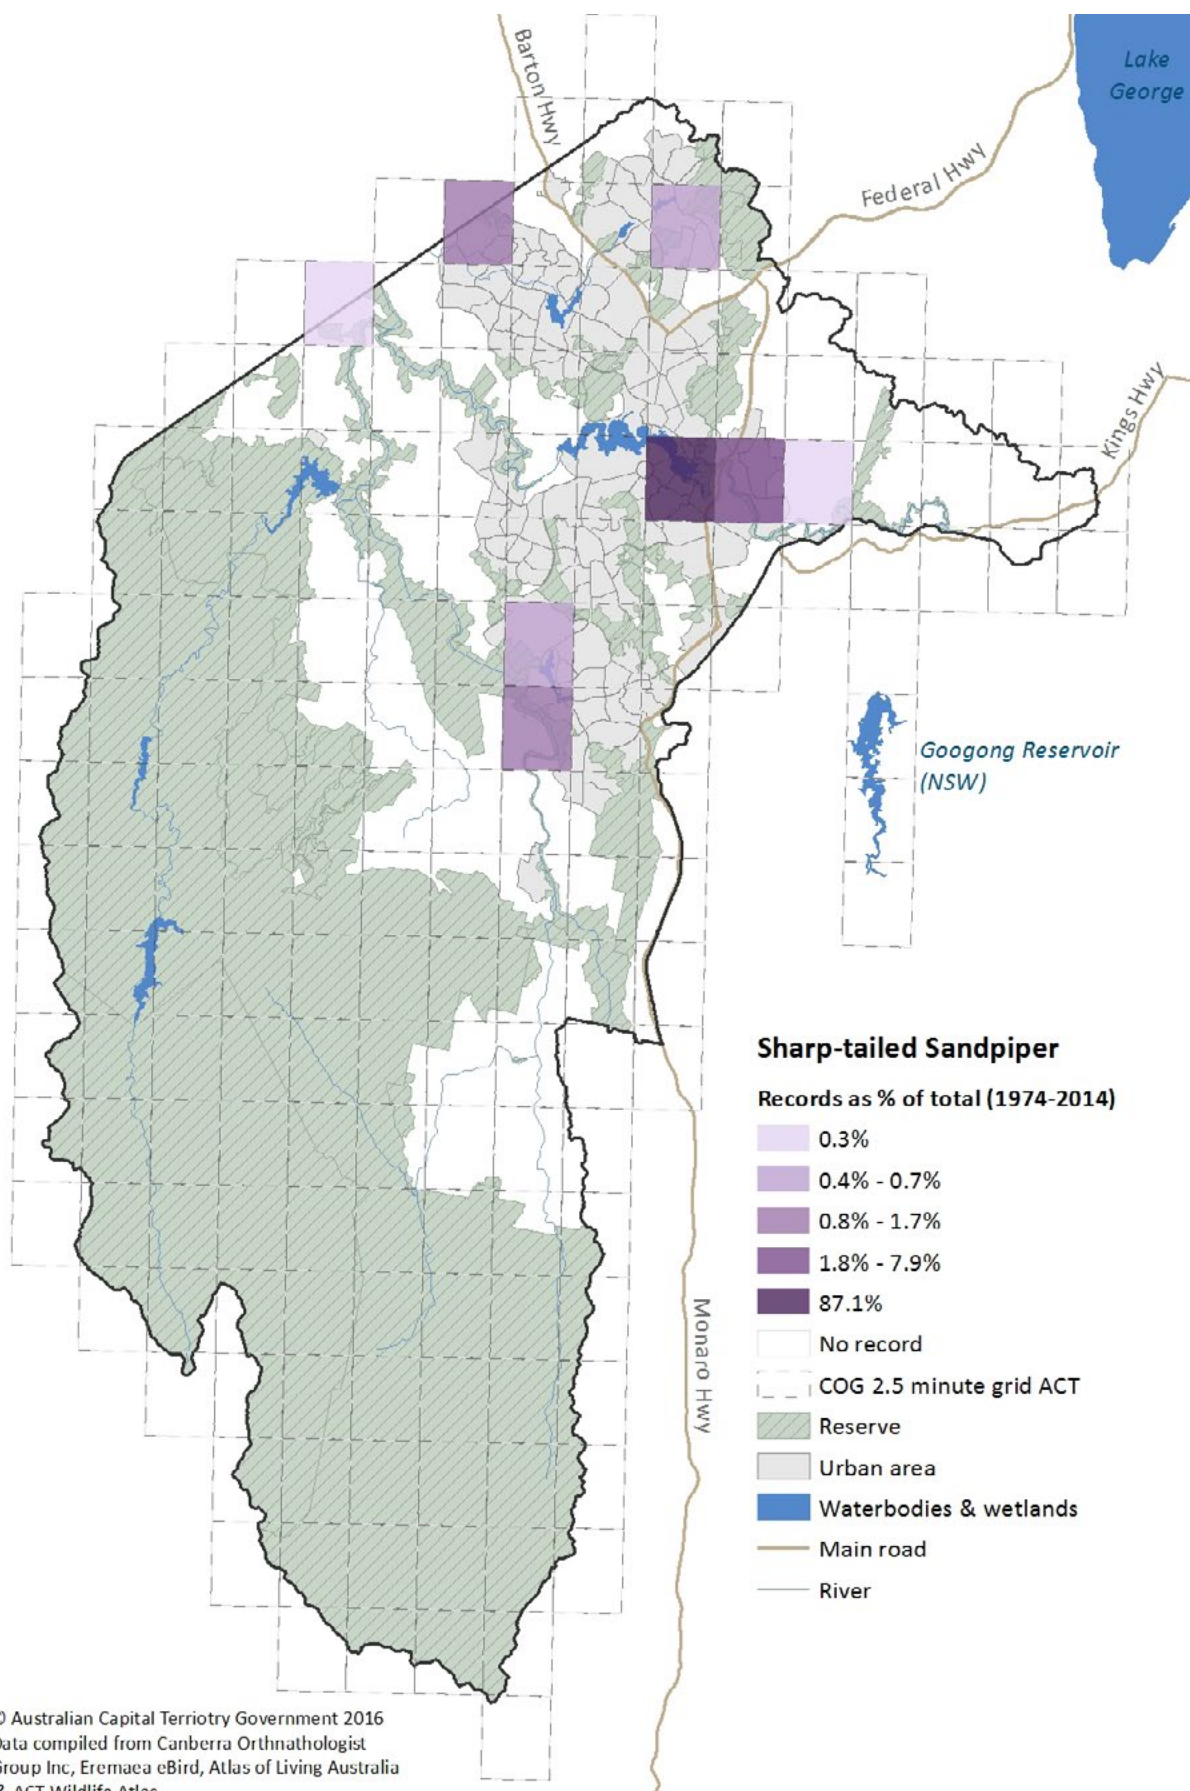 Barton Hwy
Lake
George
Federal Hwy
Kings Hwy
Googong Reservoir
(NSW)
Monaro Hwy
Sharp-tailed Sandpiper
Records as % of total (1974-2014)
0.3%
0.4% - 0.7%
0.8% - 1.7%
1.8% - 7.9%
87.1%
No record
COG 2.5 minute grid ACT
Reserve
Urban area
Waterbodies & wetlands
Main road
River
© Australian Capital Terriotry Government 2016
Data compiled from Canberra Orthnathologist
Group Inc, Eremaea eBird, Atlas of Living Australia
& ACT Wildlife Atlas